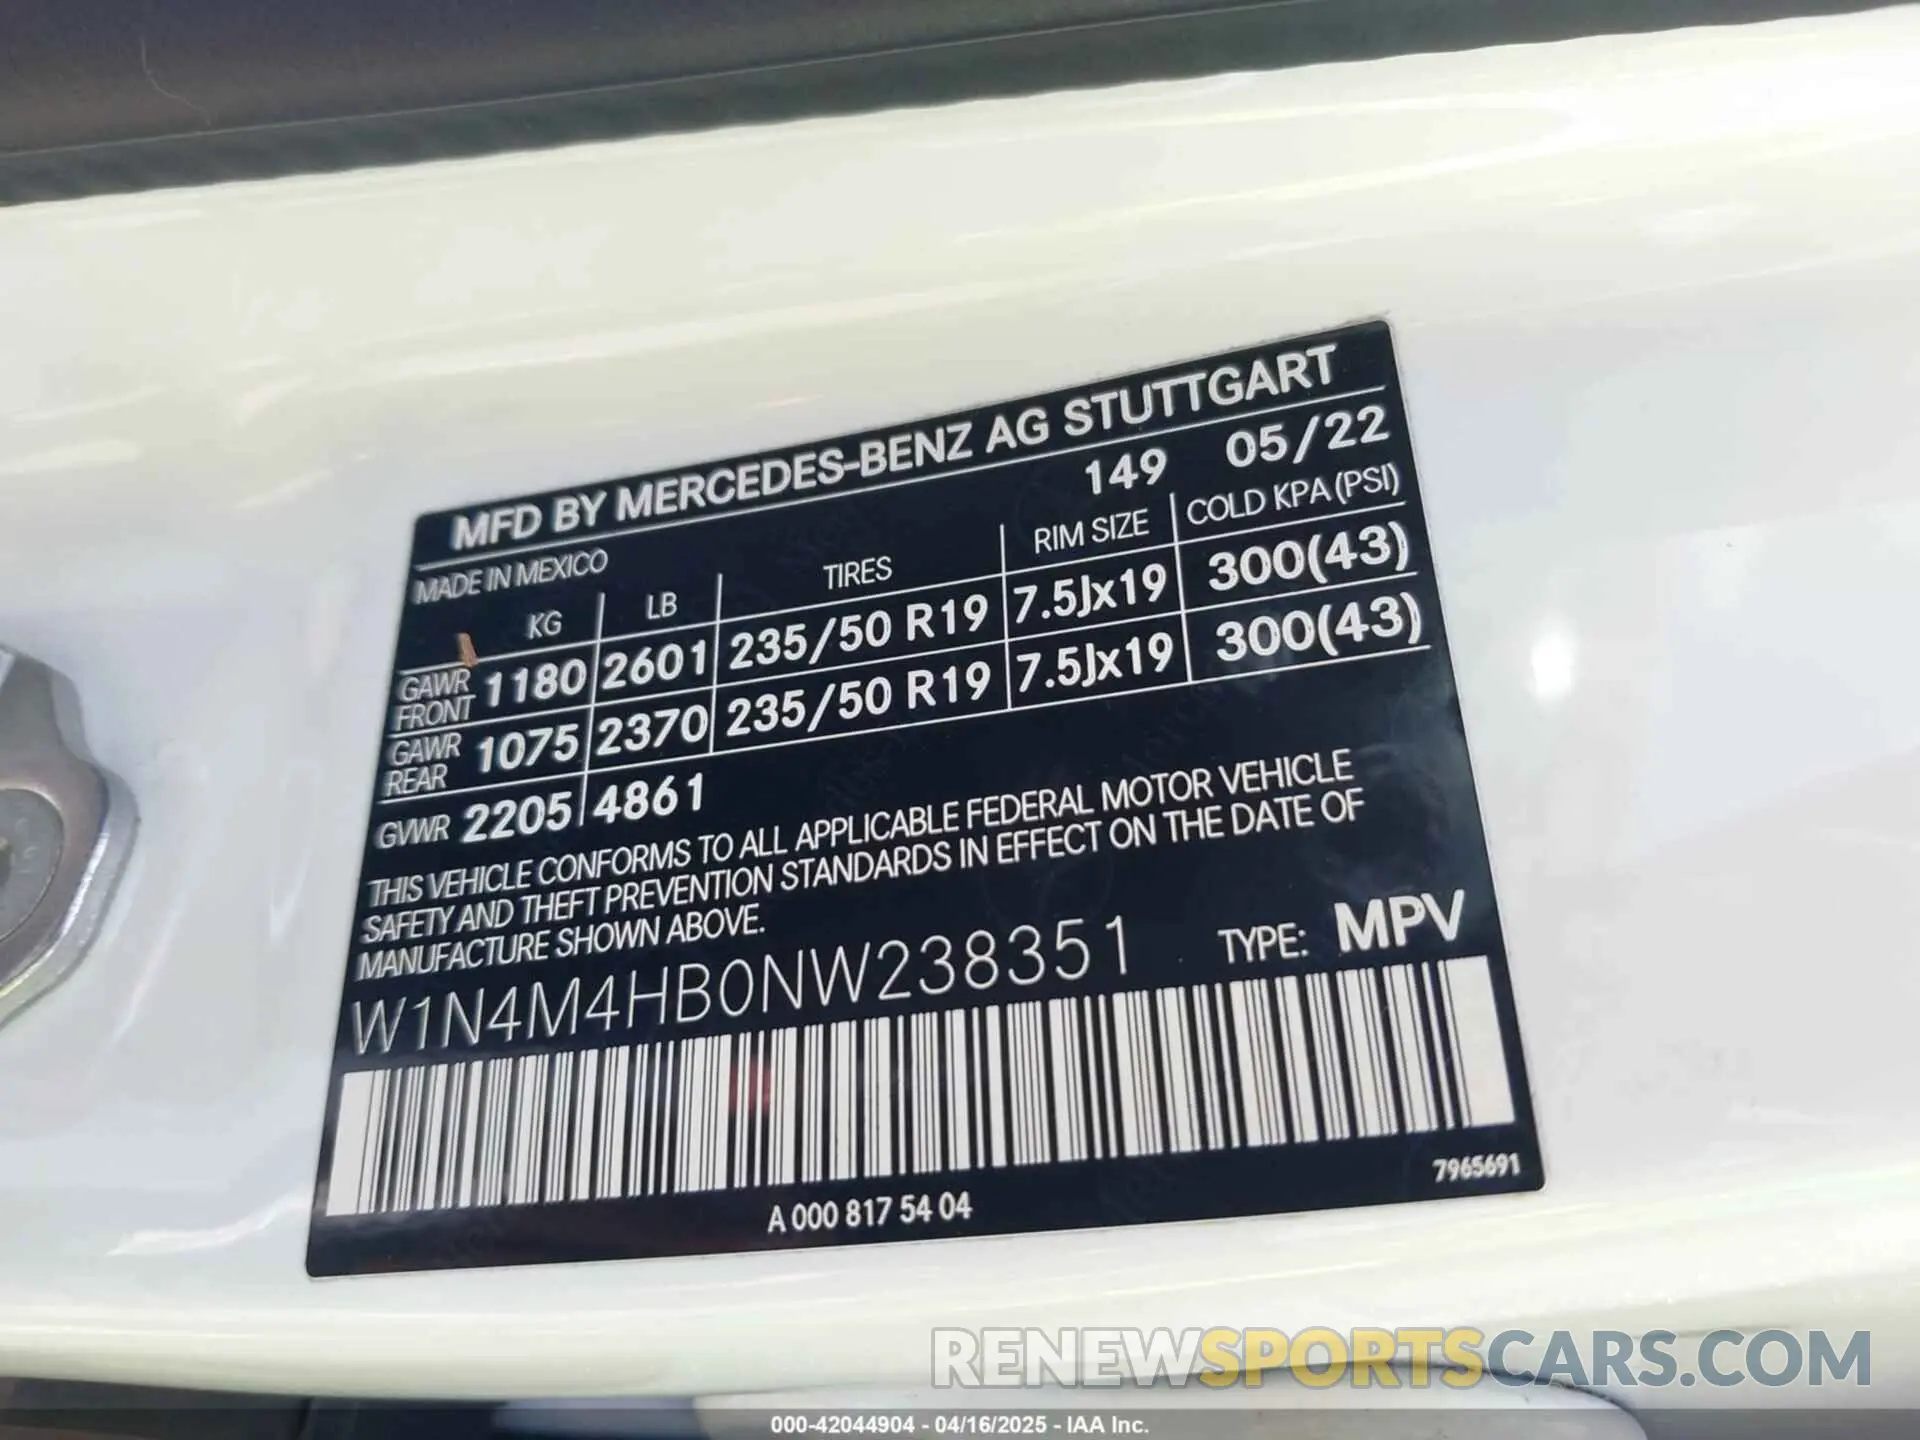 MFD BY MERCEDES-BENZ AG STUTTGART
MADE IN MEXICO 149 05/22
KG LB TIRES RIM SIZE COLD KPA (PSI)
GAWR FRONT 1180 2601 235/50 R19 7.5Jx19 300(43)
GAWR REAR 1075 2370 235/50 R19 7.5Jx19 300(43)
GVWR 2205 4861
THIS VEHICLE CONFORMS TO ALL APPLICABLE FEDERAL MOTOR VEHICLE
SAFETY AND THEFT PREVENTION STANDARDS IN EFFECT ON THE DATE OF
MANUFACTURE SHOWN ABOVE.
W1N4M4HB0NW238351 TYPE: MPV
7965691
A 000 817 54 04
RENEWSPORTSCARS.COM
000-42044904 - 04/16/2025 - IAA Inc.